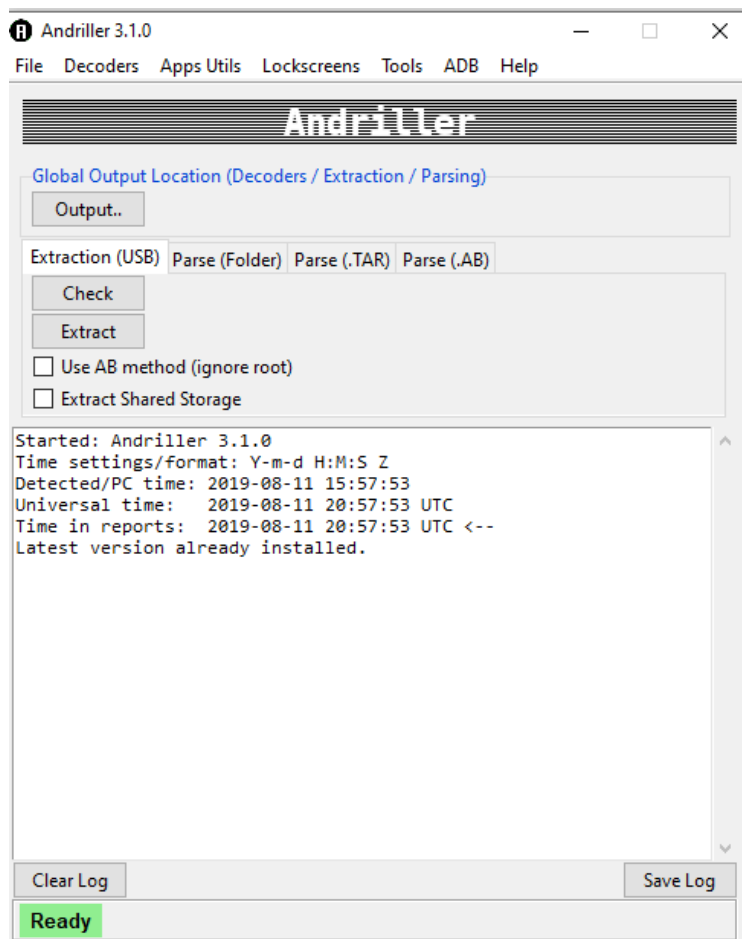 Andriller 3.1.0
File Decoders Apps Utils Lockscreens Tools ADB Help
Andriller
Global Output Location (Decoders / Extraction / Parsing)
Output..
Extraction (USB) Parse (Folder) Parse (.TAR) Parse (.AB)
Check
Extract
Use AB method (ignore root)
Extract Shared Storage
Started: Andriller 3.1.0
Time settings/format: Y-m-d H:M:S Z
Detected/PC time: 2019-08-11 15:57:53
Universal time:   2019-08-11 20:57:53 UTC
Time in reports:  2019-08-11 20:57:53 UTC <--
Latest version already installed.
Clear Log Save Log
Ready